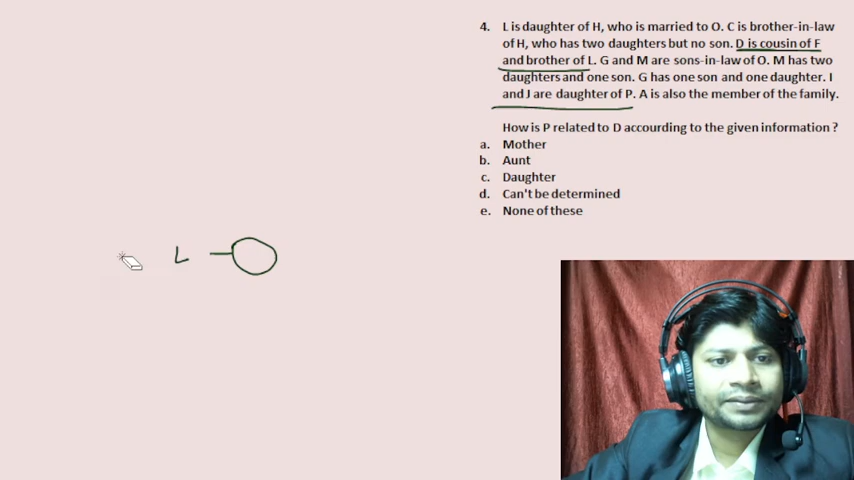 4. L is daughter of H, who is married to O. C is brother-in-law
of H, who has two daughters but no son. D is cousin of F
and brother of L. G and M are sons-in-law of O. M has two
daughters and one son. G has one son and one daughter. I
and J are daughter of P. A is also the member of the family.
How is P related to D accourding to the given information ?
a. Mother
b. Aunt
c. Daughter
d. Can't be determined
e. None of these
L